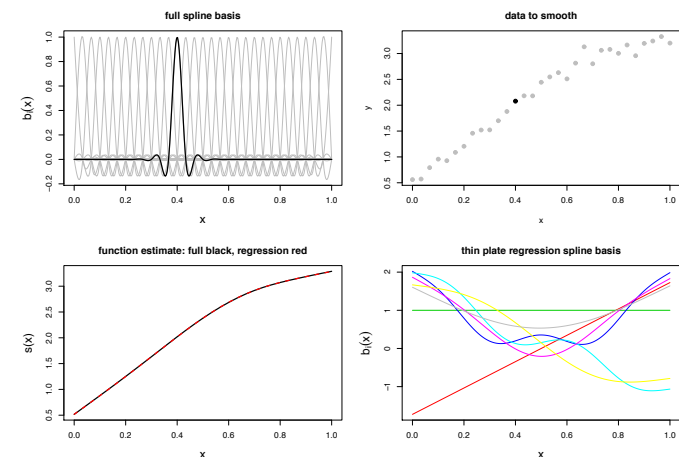 full spline basis
bᵢ(x)
−0.2 0.0 0.2 0.4 0.6 0.8 1.0
0.0 0.2 0.4 0.6 0.8 1.0
x
data to smooth
y
0.5 1.0 1.5 2.0 2.5 3.0
0.0 0.2 0.4 0.6 0.8 1.0
x
function estimate: full black, regression red
s(x)
0.5 1.0 1.5 2.0 2.5 3.0
0.0 0.2 0.4 0.6 0.8 1.0
x
thin plate regression spline basis
bᵢ(x)
−1 0 1 2
0.0 0.2 0.4 0.6 0.8 1.0
x